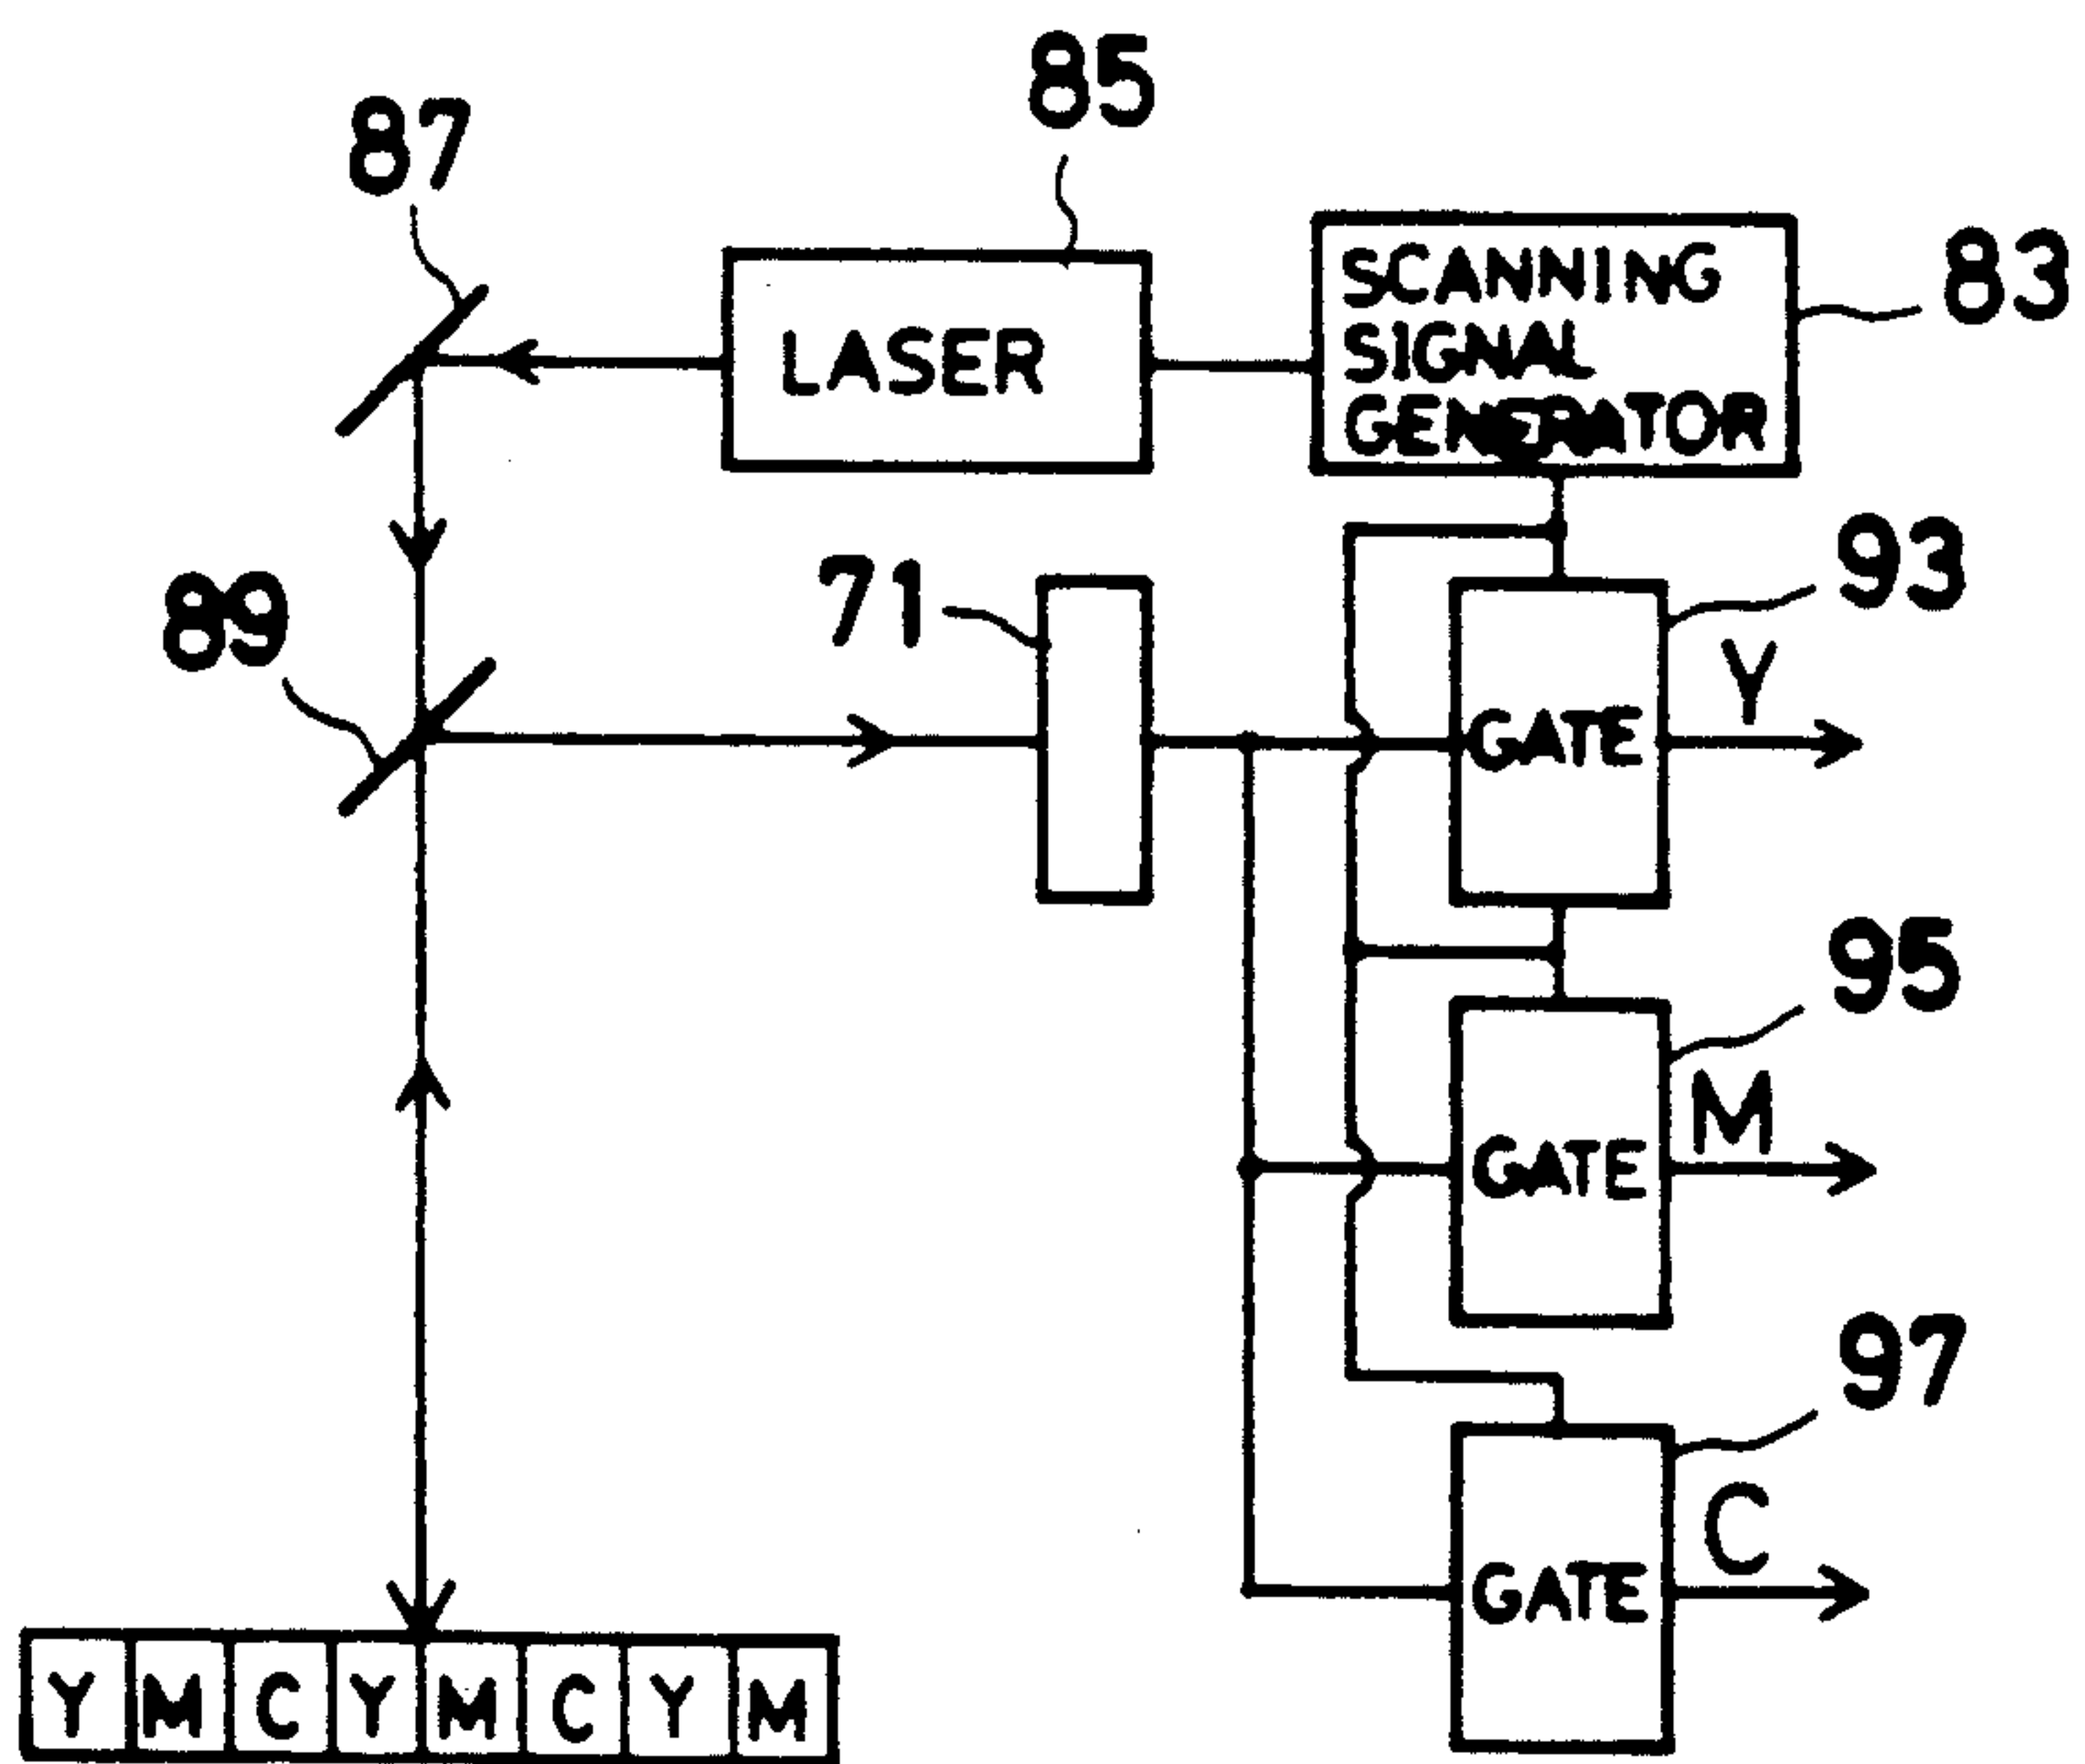 85
87
LASER
SCANNING
SIGNAL
GENERATOR
83
71
89
93
GATE
Y
95
GATE
M
97
GATE
C
Y M C Y M C Y M